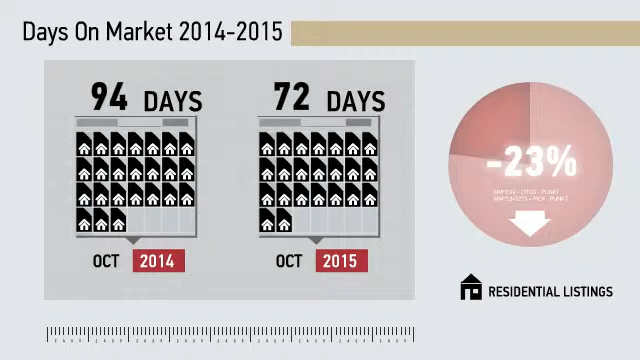 Days On Market 2014-2015
94 DAYS
72 DAYS
OCT 2014
OCT 2015
-23%
RESIDENTIAL LISTINGS